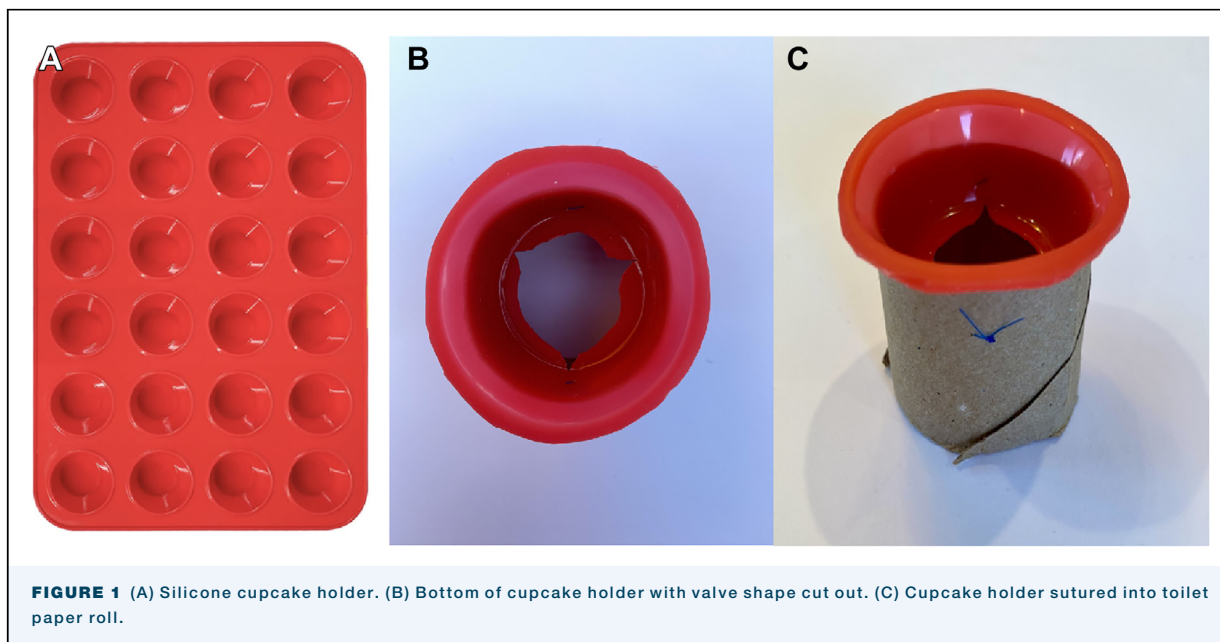 A
B
C
FIGURE 1 (A) Silicone cupcake holder. (B) Bottom of cupcake holder with valve shape cut out. (C) Cupcake holder sutured into toilet
paper roll.